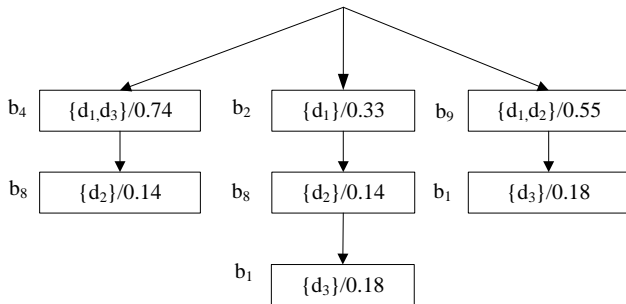 b₄ {d₁,d₃}/0.74 b₂ {d₁}/0.33 b₉ {d₁,d₂}/0.55
b₈ {d₂}/0.14 b₈ {d₂}/0.14 b₁ {d₃}/0.18
b₁ {d₃}/0.18